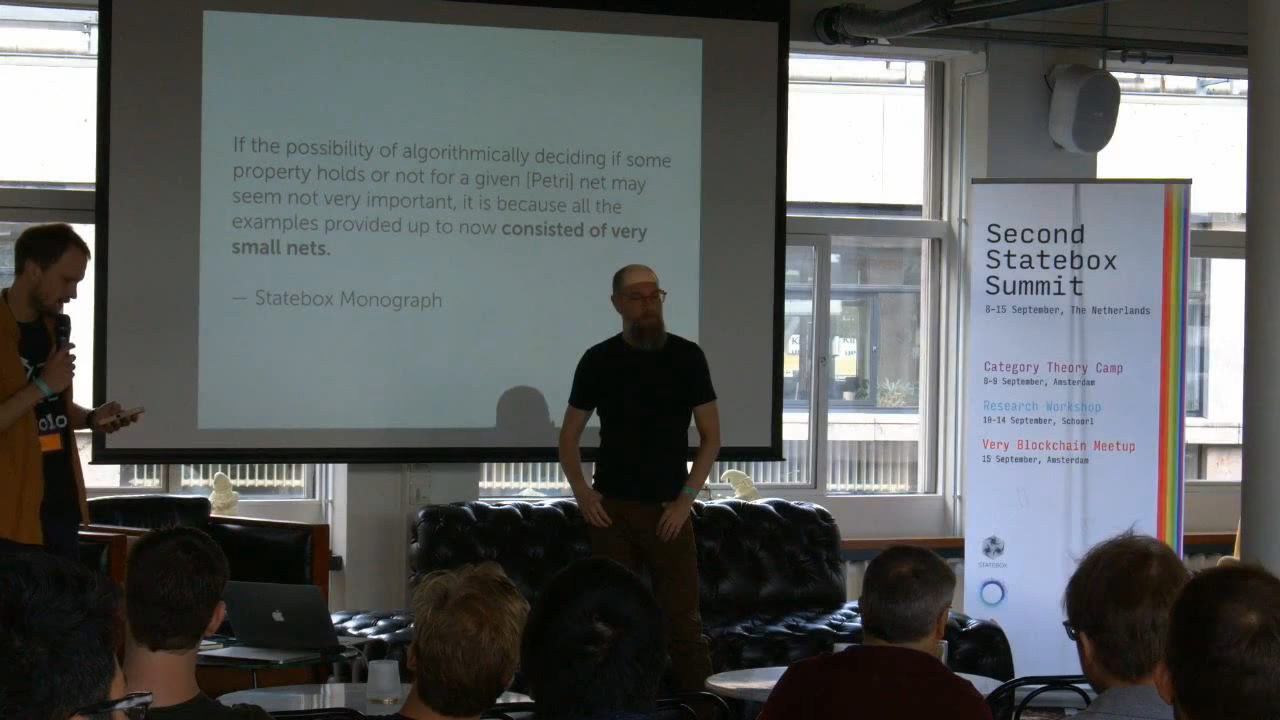 If the possibility of algorithmically deciding if some
property holds or not for a given [Petri] net may
seem not very important, it is because all the
examples provided up to now consisted of very
small nets.
— Statebox Monograph
olo
Second
Statebox
Summit
8–15 September, The Netherlands
Category Theory Camp
8–9 September, Amsterdam
Research Workshop
10–14 September, Schoorl
Very Blockchain Meetup
15 September, Amsterdam
STATEBOX